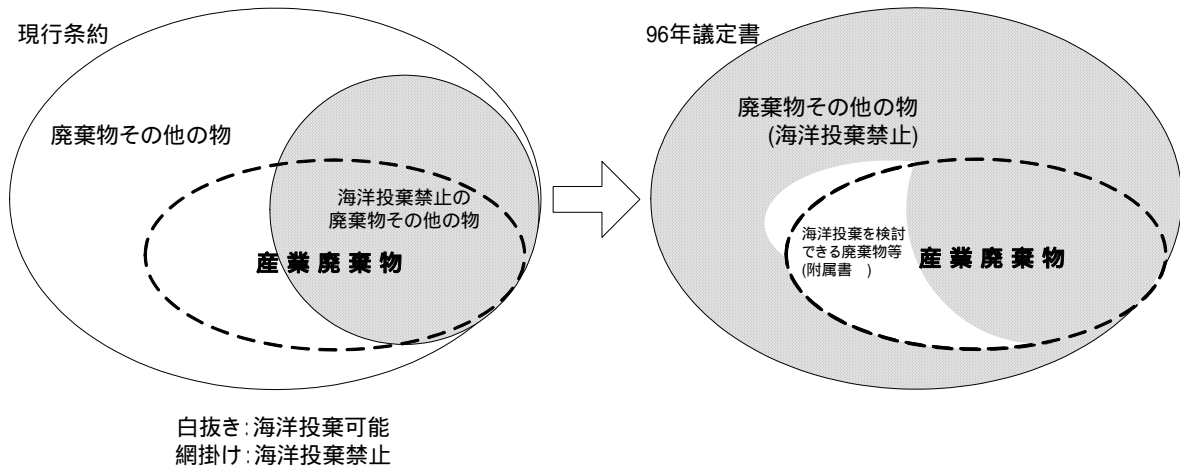 現行条約
廃棄物その他の物
海洋投棄禁止の
廃棄物その他の物
産業廃棄物
96年議定書
廃棄物その他の物
(海洋投棄禁止)
海洋投棄を検討
できる廃棄物等
(附属書　)
産業廃棄物
白抜き：海洋投棄可能
網掛け：海洋投棄禁止